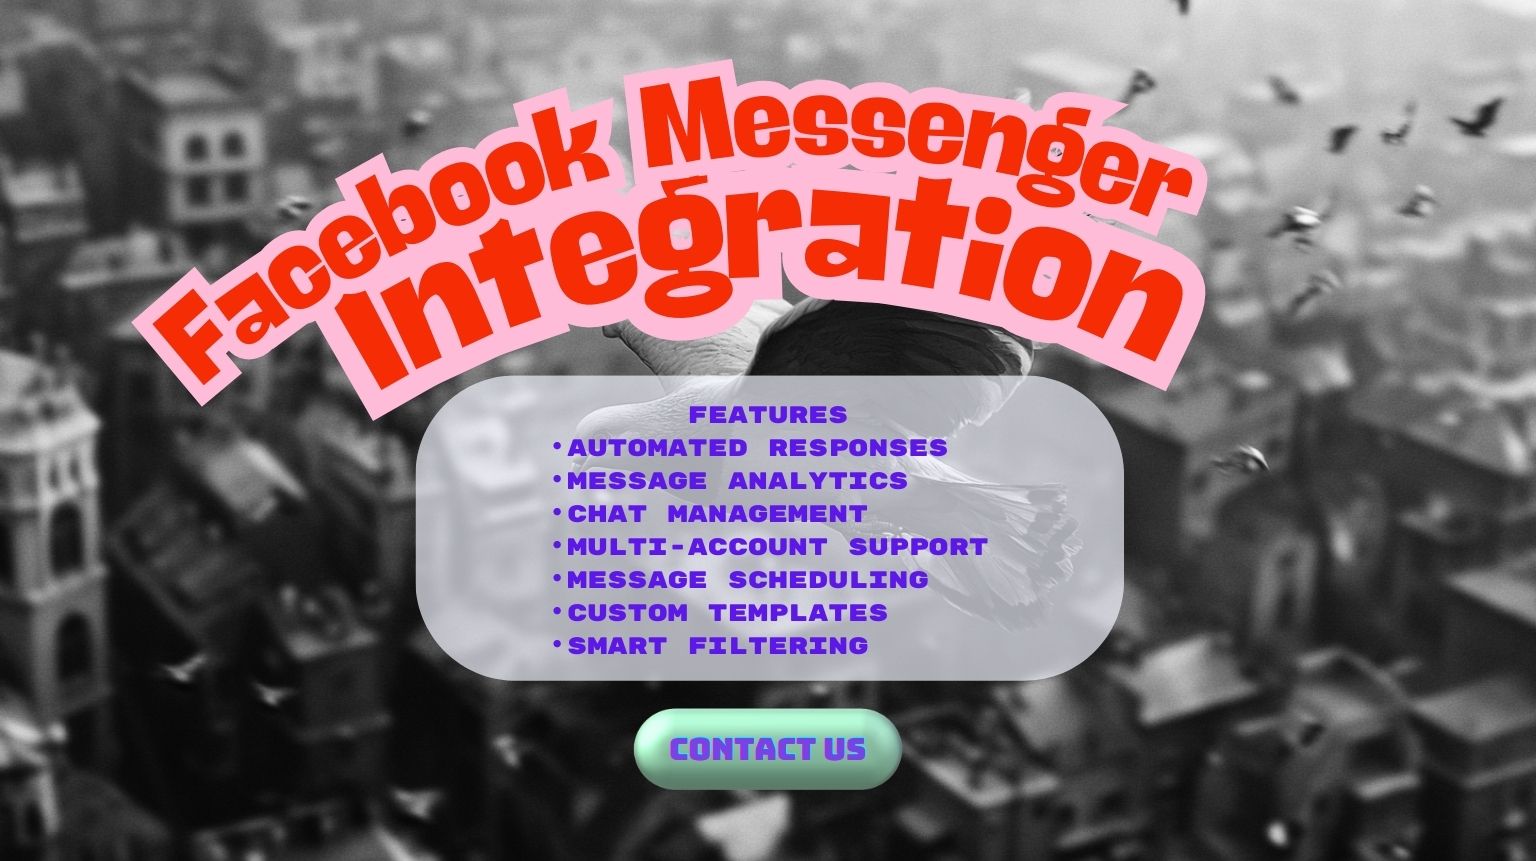 Facebook Messenger
Integration
FEATURES
•AUTOMATED RESPONSES
•MESSAGE ANALYTICS
•CHAT MANAGEMENT
•MULTI-ACCOUNT SUPPORT
•MESSAGE SCHEDULING
•CUSTOM TEMPLATES
•SMART FILTERING
CONTACT US